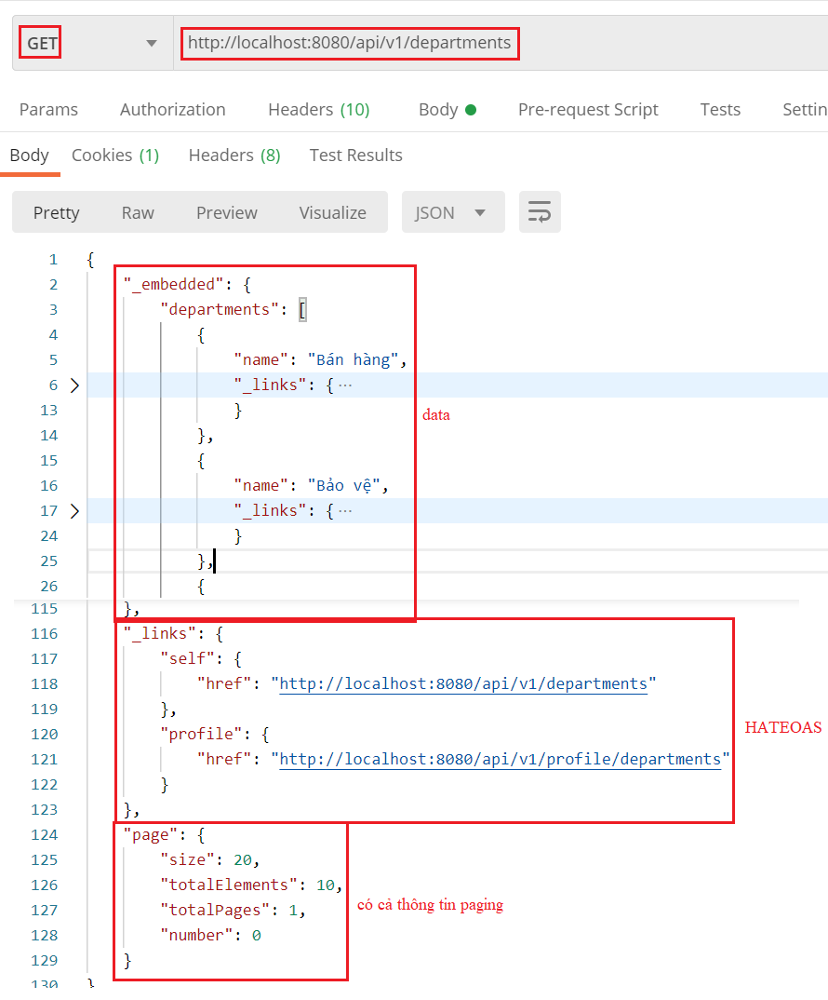 GET
http://localhost:8080/api/v1/departments
Params Authorization Headers (10) Body Pre-request Script Tests Settin
Body Cookies (1) Headers (8) Test Results
Pretty Raw Preview Visualize JSON
1 {
2 "_embedded": {
3 "departments": [
4 {
5 "name": "Bán hàng",
6 "_links": { ···
13 }
14 },
data
15 {
16 "name": "Bảo vệ",
17 "_links": { ···
24 }
25 },
26 {
115 },
116 "_links": {
117 "self": {
118 "href": "http://localhost:8080/api/v1/departments"
119 },
120 "profile": {
HATEOAS
121 "href": "http://localhost:8080/api/v1/profile/departments"
122 }
123 },
124 "page": {
125 "size": 20,
126 "totalElements": 10,
127 "totalPages": 1,
có cả thông tin paging
128 "number": 0
129 }
130 }